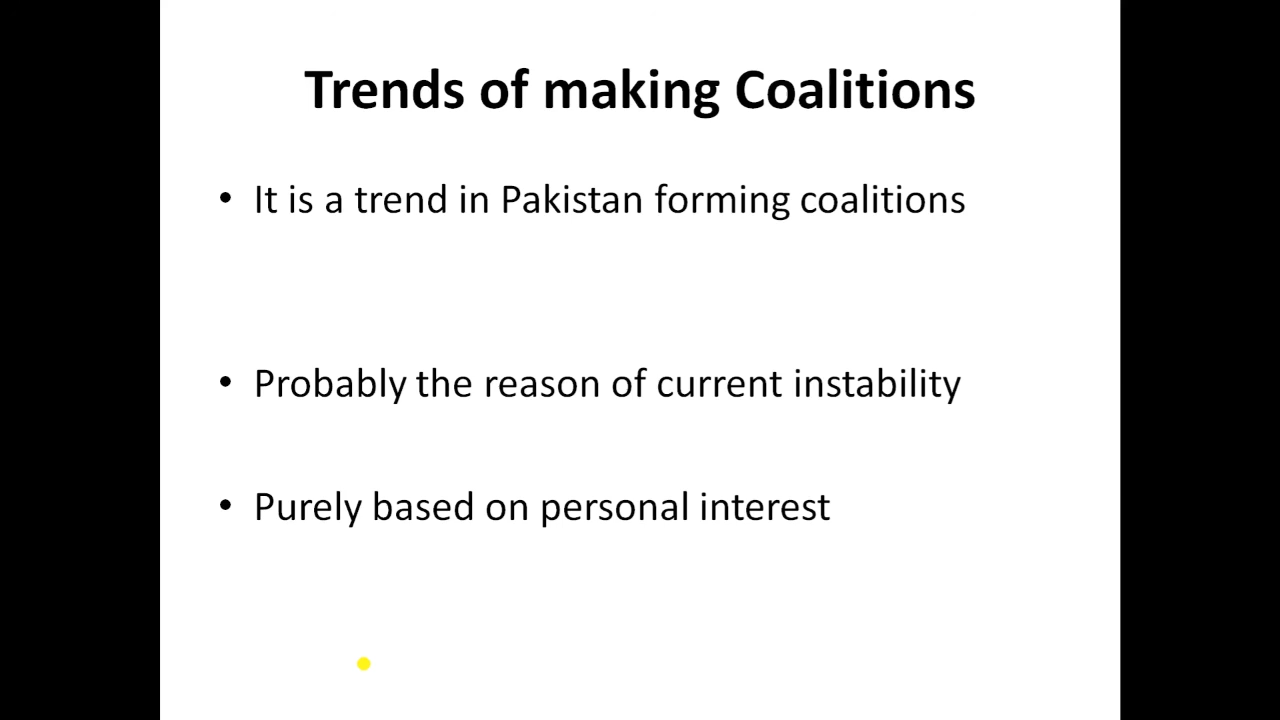 Trends of making Coalitions
• It is a trend in Pakistan forming coalitions
• Probably the reason of current instability
• Purely based on personal interest